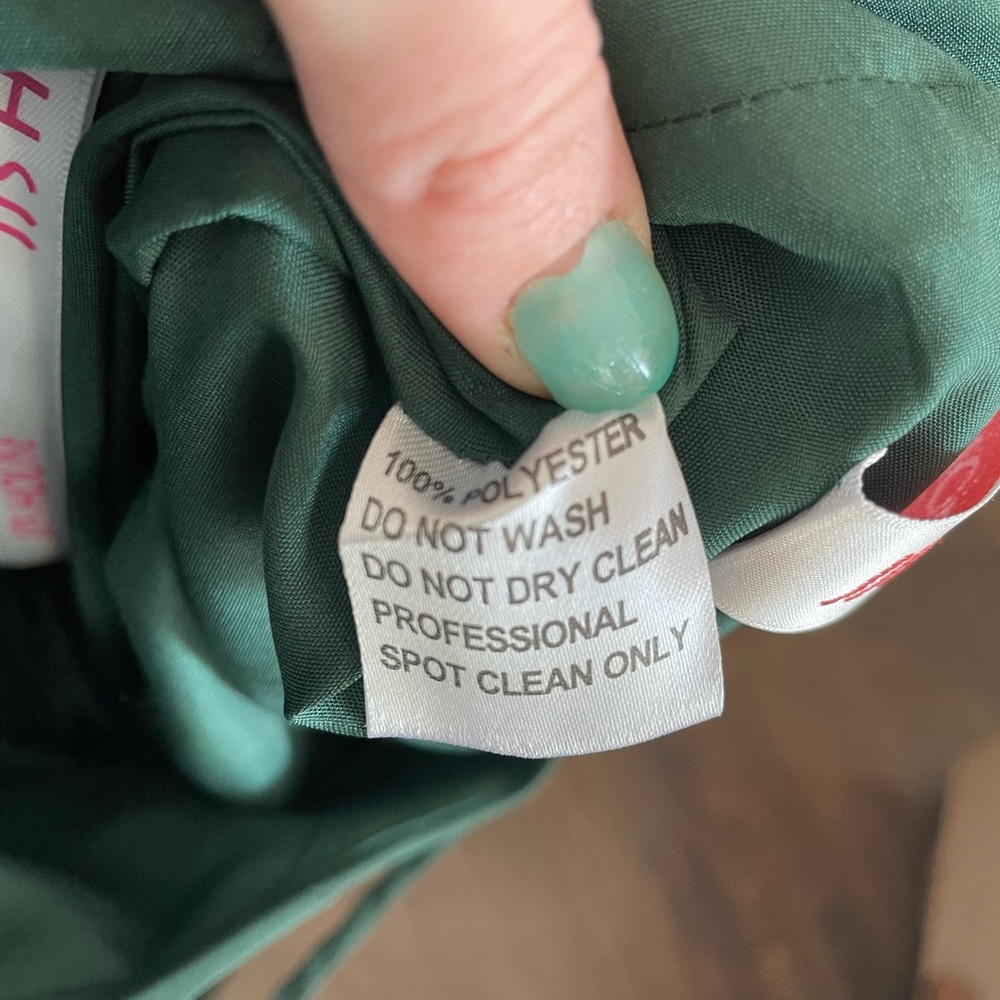 100% POLYESTER
DO NOT WASH
DO NOT DRY CLEAN
PROFESSIONAL
SPOT CLEAN ONLY